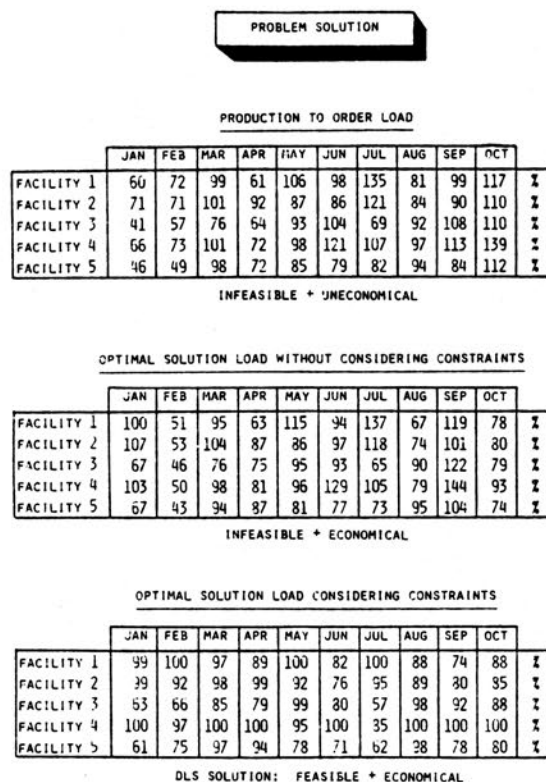 PROBLEM SOLUTION
PRODUCTION TO ORDER LOAD
JAN FEB MAR APR MAY JUN JUL AUG SEP OCT
FACILITY 1 60 72 99 61 106 98 135 81 99 117 %
FACILITY 2 71 71 101 92 87 86 121 84 90 110 %
FACILITY 3 41 57 76 64 93 104 69 92 108 110 %
FACILITY 4 66 73 101 72 98 121 107 97 113 139 %
FACILITY 5 46 49 98 72 85 79 82 94 84 112 %
INFEASIBLE + UNECONOMICAL
OPTIMAL SOLUTION LOAD WITHOUT CONSIDERING CONSTRAINTS
JAN FEB MAR APR MAY JUN JUL AUG SEP OCT
FACILITY 1 100 51 95 63 115 94 137 67 119 78 %
FACILITY 2 107 53 104 87 86 97 118 74 101 80 %
FACILITY 3 67 46 76 75 95 93 65 90 122 79 %
FACILITY 4 103 50 98 81 96 129 105 79 144 93 %
FACILITY 5 67 43 94 87 81 77 73 95 104 74 %
INFEASIBLE + ECONOMICAL
OPTIMAL SOLUTION LOAD CONSIDERING CONSTRAINTS
JAN FEB MAR APR MAY JUN JUL AUG SEP OCT
FACILITY 1 99 100 97 89 100 82 100 88 74 88 %
FACILITY 2 92 98 99 92 76 95 89 %
FACILITY 3 66 85 79 99 80 57 98 92 88 %
FACILITY 4 100 97 100 100 95 100 100 100 100 %
FACILITY 5 61 75 97 94 78 71 62 78 80 %
DLS SOLUTION: FEASIBLE + ECONOMICAL